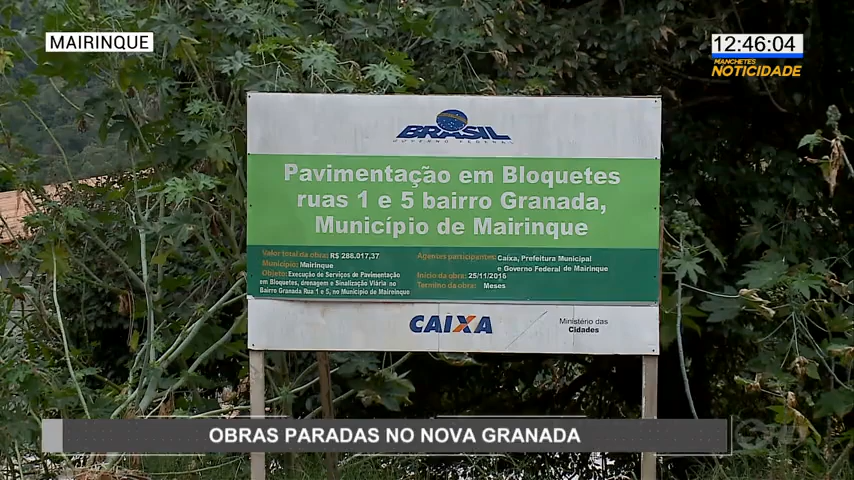 MAIRINQUE
12:46:04
MANCHETES
NOTICIDADE
BRASIL
GOVERNO FEDERAL
Pavimentação em Bloquetes
ruas 1 e 5 bairro Granada,
Município de Mairinque
Valor total da obra: R$ 288.017,37
Município: Mairinque
Objeto: Execução de Serviços de Pavimentação
em Bloquetes, drenagem e Sinalização Viária no
Bairro Granada Rua 1 e 5, no Município de Maireinque
Agentes participantes: Caixa, Prefeitura Municipal
e Governo Federal de Mairinque
Início da obra: 25/11/2016
Termino da obra: Meses
CAIXA
Ministério das
Cidades
OBRAS PARADAS NO NOVA GRANADA